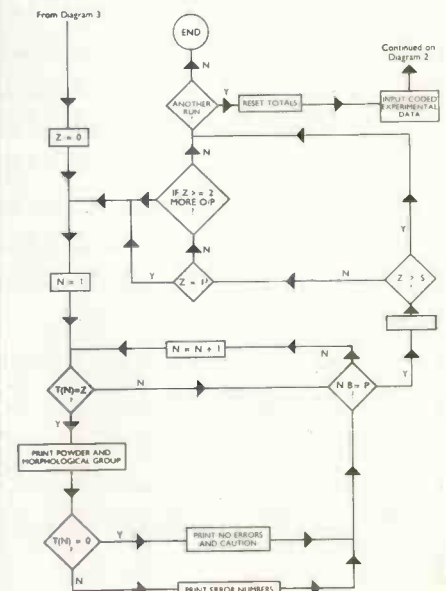 From Diagram 3
END
Continued on
Diagram 2
N
ANOTHER
RUN
?
Y
RESET TOTALS
INPUT CODED
EXPERIMENTAL
DATA
Z = 0
N
IF Z >= 2
MORE O/P
?
N
Y
Y
Z = 1?
N
Z > 5
?
N = 1
N = N + 1
N
Y
T(N)=Z
?
N
N B = P
?
Y
Y
PRINT POWDER AND
MORPHOLOGICAL GROUP
T(N) = 0
?
Y
PRINT NO ERRORS
AND CAUTION
N
PRINT ERROR NUMBERS